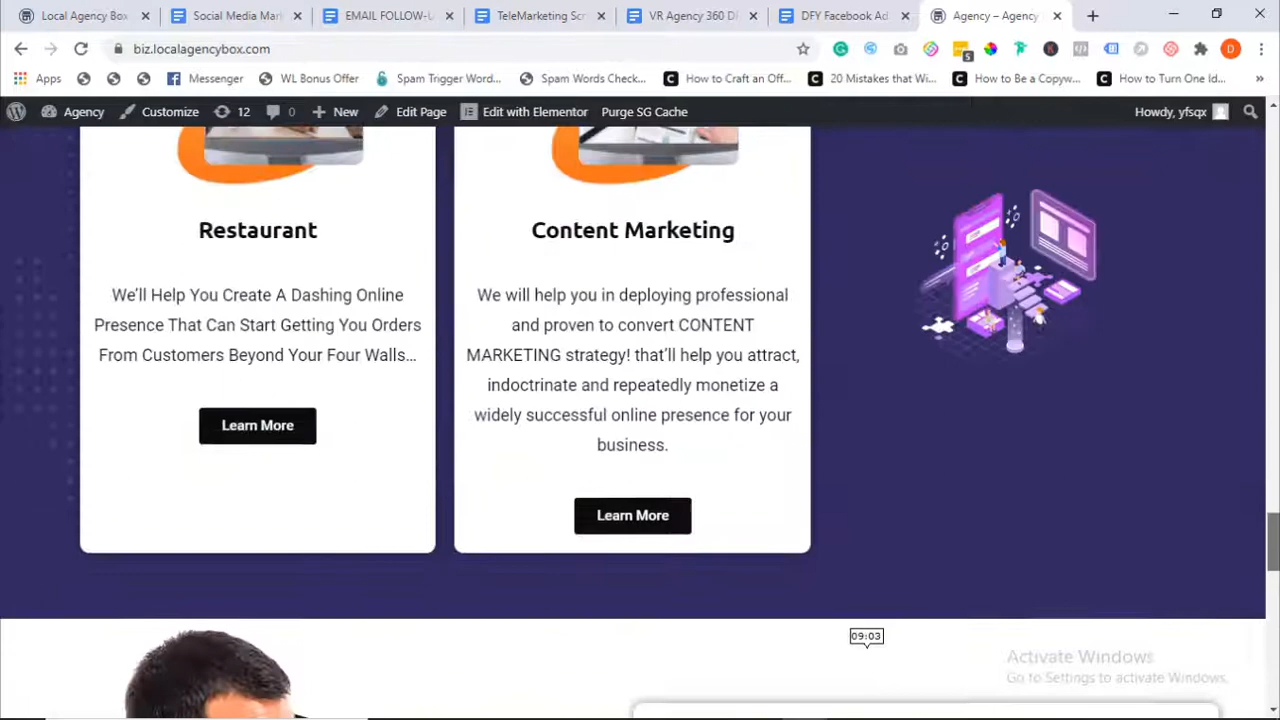 Local Agency Box
Social Media Mar
EMAIL FOLLOW-U
TeleMarketing Scr
VR Agency 360 D
DFY Facebook Ad
Agency – Agency
biz.localagencybox.com
5
D
Apps
Messenger
WL Bonus Offer
Spam Trigger Word...
Spam Words Check...
How to Craft an Off...
20 Mistakes that Wi...
How to Be a Copyw...
How to Turn One Id...
Agency
Customize
12
0
New
Edit Page
Edit with Elementor
Purge SG Cache
Howdy, yfsqx
Restaurant
We'll Help You Create A Dashing Online
Presence That Can Start Getting You Orders
From Customers Beyond Your Four Walls...
Learn More
Content Marketing
We will help you in deploying professional
and proven to convert CONTENT
MARKETING strategy! that'll help you attract,
indoctrinate and repeatedly monetize a
widely successful online presence for your
business.
Learn More
09:03
Activate Windows
Go to Settings to activate Windows.